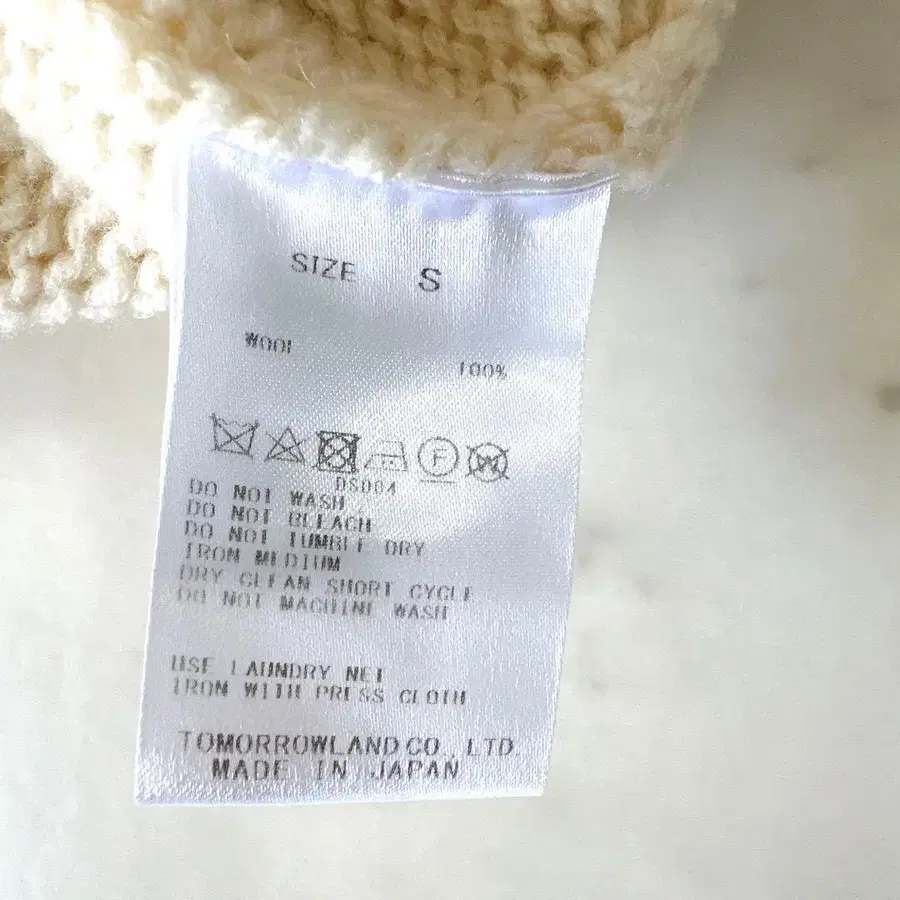 SIZE S
WOOL
100%
F W
DS004
DO NOT WASH
DO NOT BLEACH
DO NOT TUMBLE DRY
IRON MEDIUM
DRY CLEAN SHORT CYCLE
DO NOT MACHINE WASH
USE LAUNDRY NET
IRON WITH PRESS CLOTH
TOMORROWLAND CO., LTD
MADE IN JAPAN